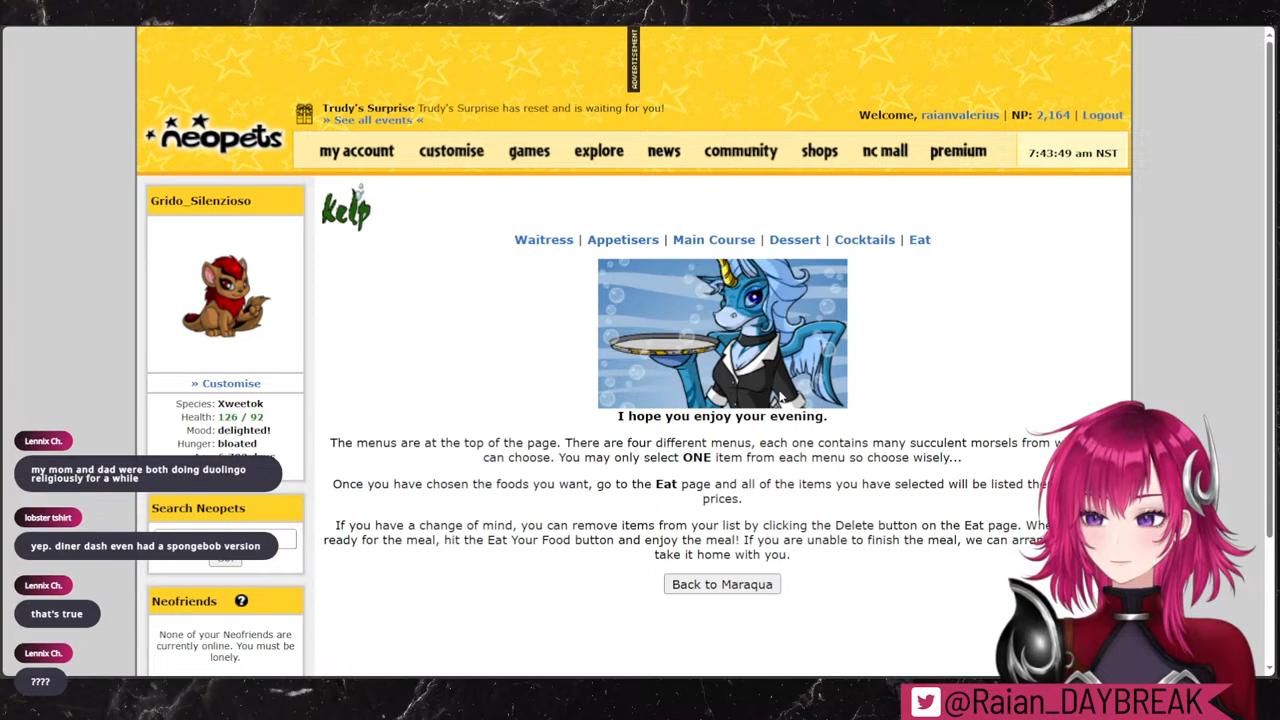 ADVERTISEMENT
Trudy's Surprise Trudy's Surprise has reset and is waiting for you!
» See all events «
Welcome, raianvalerius | NP: 2,164 | Logout
neopets
my account customise games explore news community shops nc mall premium
7:43:49 am NST
Grido_Silenzioso
» Customise
Species: Xweetok
Health: 126 / 92
Mood: delighted!
Hunger: bloated
Search Neopets
Neofriends ?
None of your Neofriends are
currently online. You must be
lonely.
Kelp
Waitress | Appetisers | Main Course | Dessert | Cocktails | Eat
I hope you enjoy your evening.
The menus are at the top of the page. There are four different menus, each one contains many succulent morsels from
can choose. You may only select ONE item from each menu so choose wisely...
Once you have chosen the foods you want, go to the Eat page and all of the items you have selected will be listed
prices.
If you have a change of mind, you can remove items from your list by clicking the Delete button on the Eat page.
ready for the meal, hit the Eat Your Food button and enjoy the meal! If you are unable to finish the meal, we can
take it home with you.
Back to Maraqua
Lennix Ch.
my mom and dad were both doing duolingo
religiously for a while
lobster tshirt
yep. diner dash even had a spongebob version
Lennix Ch.
that's true
Lennix Ch.
????
@Raian_DAYBREAK